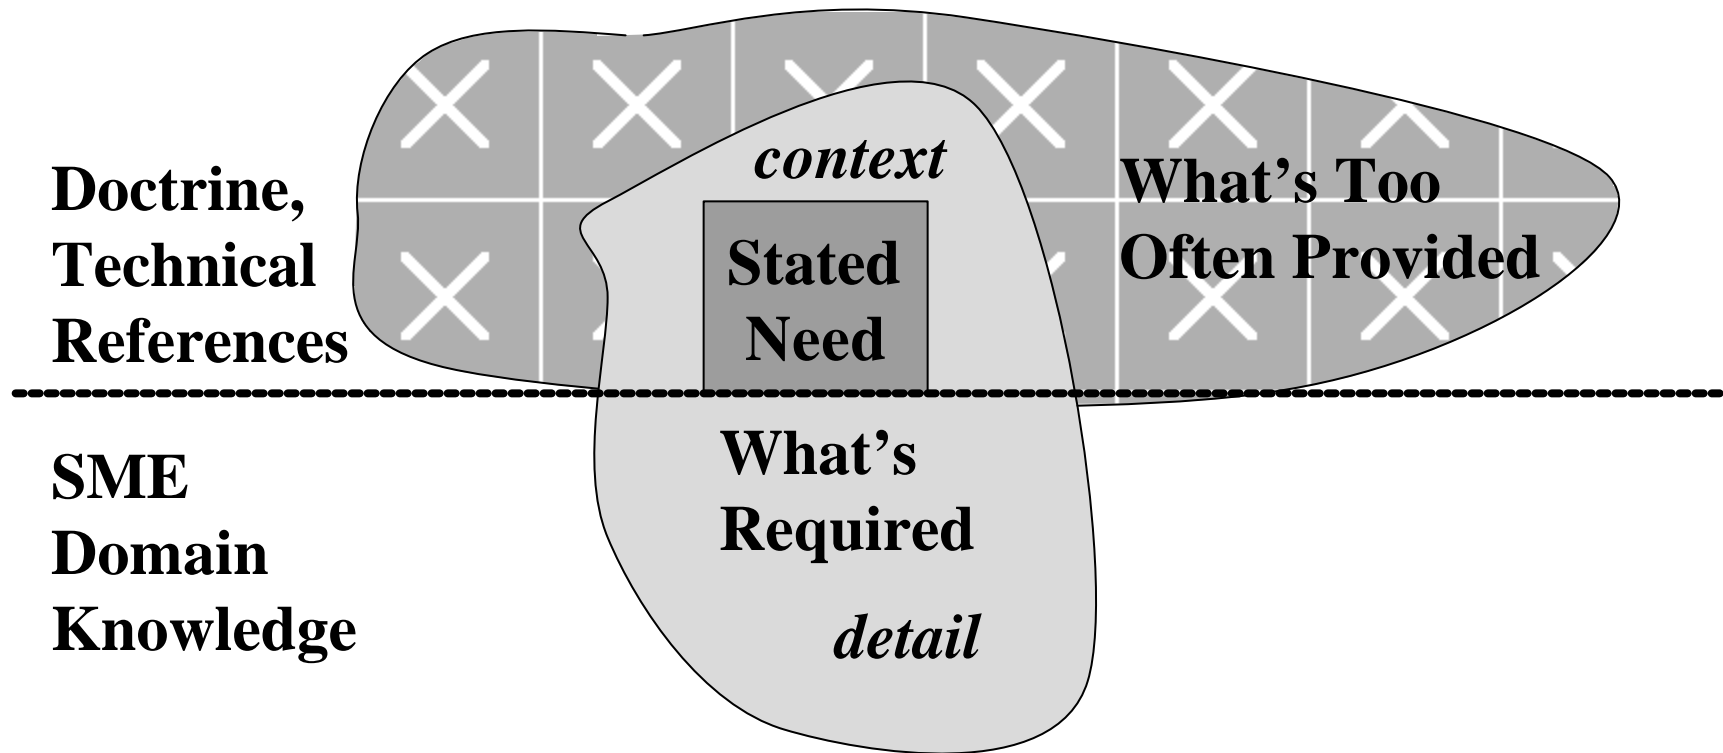 context
Doctrine,
Technical
References
Stated
Need
What’s Too
Often Provided
SME
Domain
Knowledge
What’s
Required
detail